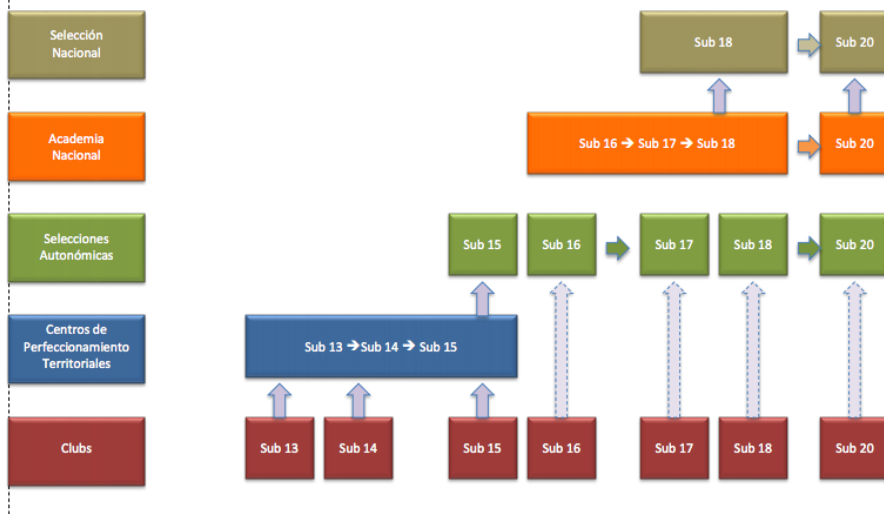 Selección
Nacional
Sub 18
Sub 20
Academia
Nacional
Sub 16 → Sub 17 → Sub 18
Sub 20
Selecciones
Autonómicas
Sub 15
Sub 16
Sub 17
Sub 18
Sub 20
Centros de
Perfeccionamiento
Territoriales
Sub 13 → Sub 14 → Sub 15
Clubs
Sub 13
Sub 14
Sub 15
Sub 16
Sub 17
Sub 18
Sub 20